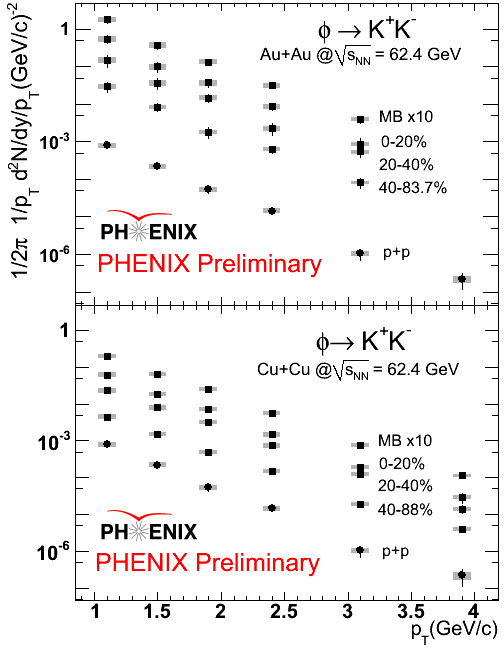 1/2π 1/p_T d²N/dy/p_T(GeV/c)⁻²
ϕ → K⁺K⁻
Au+Au @√s_NN = 62.4 GeV
1
10⁻³
10⁻⁶
MB x10
0-20%
20-40%
40-83.7%
p+p
PHENIX
PHENIX Preliminary
ϕ → K⁺K⁻
Cu+Cu @√s_NN = 62.4 GeV
1
10⁻³
10⁻⁶
MB x10
0-20%
20-40%
40-88%
p+p
PHENIX
PHENIX Preliminary
1 1.5 2 2.5 3 3.5 4
p_T(GeV/c)